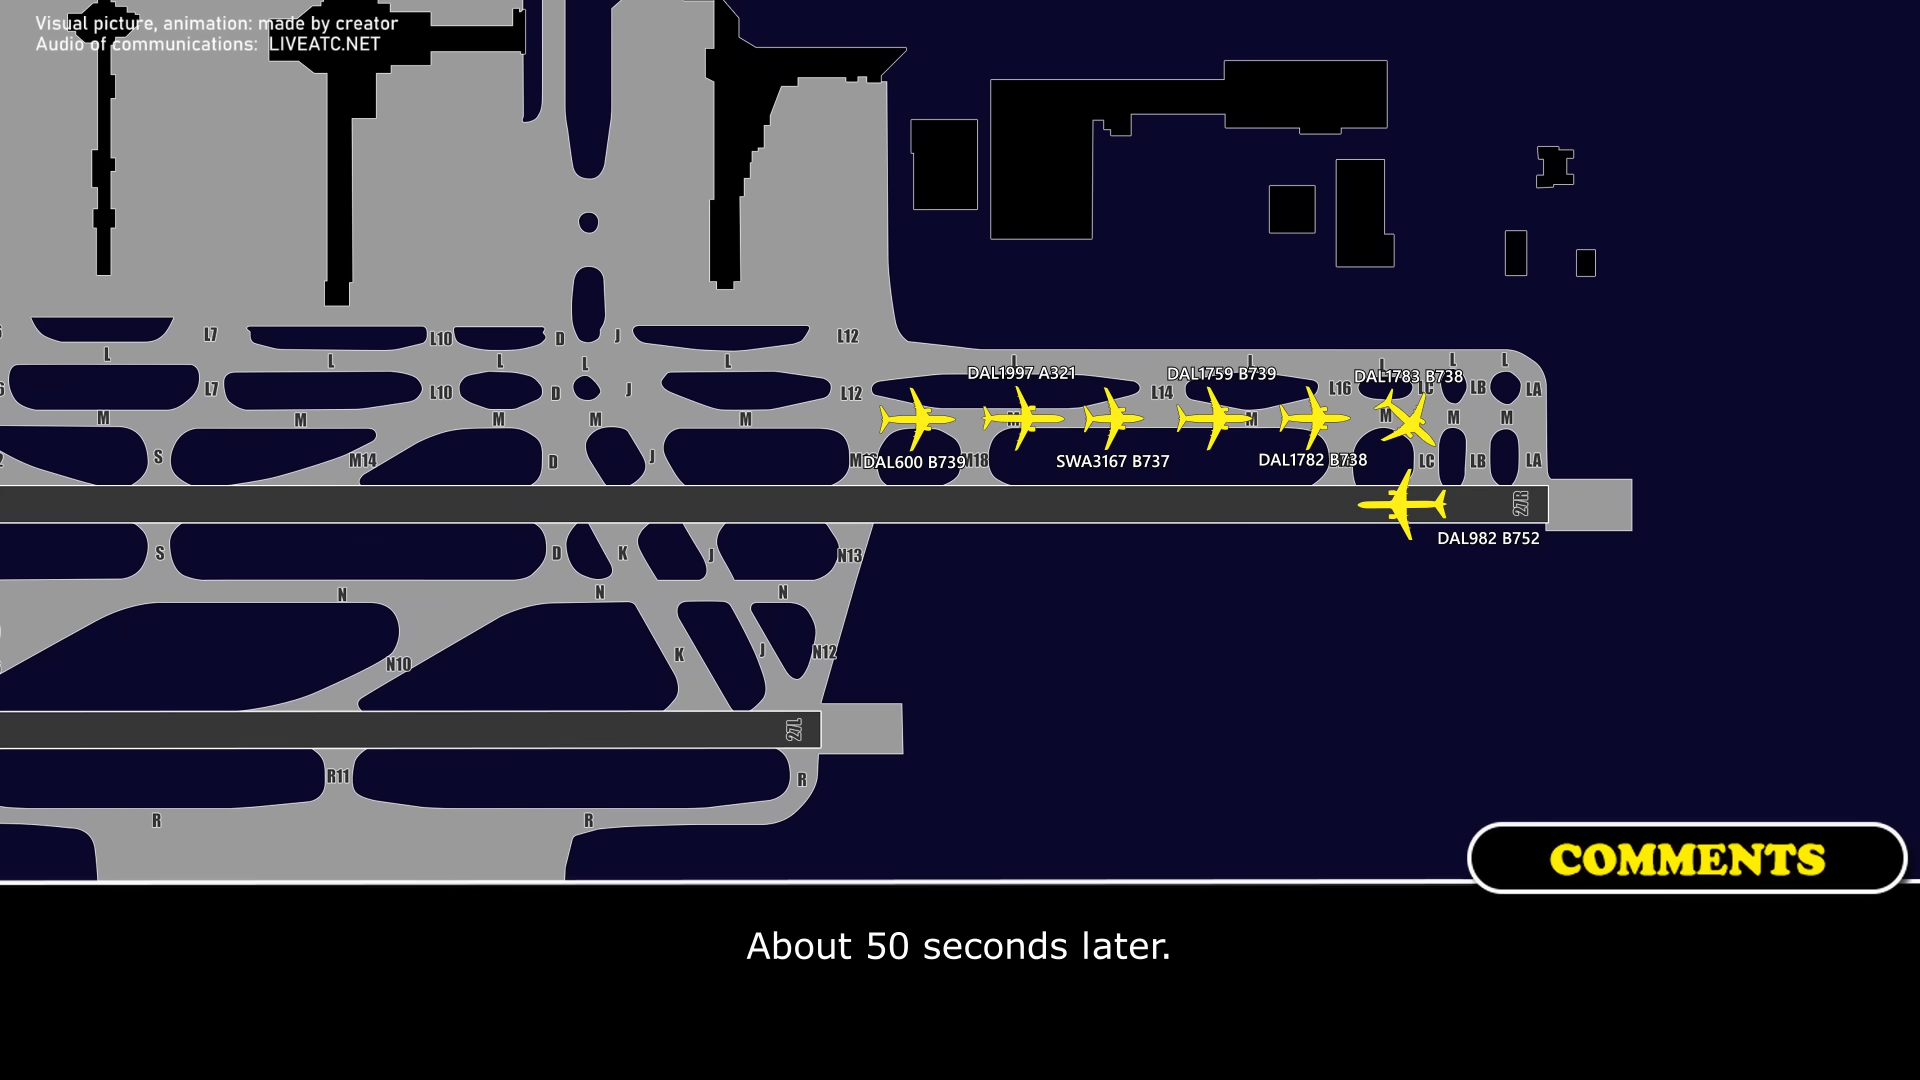 Visual picture, animation: made by creator
Audio of communications: LIVEATC.NET
L7
L10
D
J
L12
L
L
L
L
L
L
L
L
L
L
DAL1997 A321
DAL1759 B739
DAL1783 B738
L7
L10
D
J
L12
L14
L16
LC
LB
LA
M
M
M
M
M
M
M
M
M
M
S
M14
D
J
DAL600 B739
M18
SWA3167 B737
DAL1782 B738
LC
LB
LA
27R
DAL982 B752
S
D
K
J
N13
N
N
N
N10
K
J
N12
27L
R11
R
R
R
COMMENTS
About 50 seconds later.